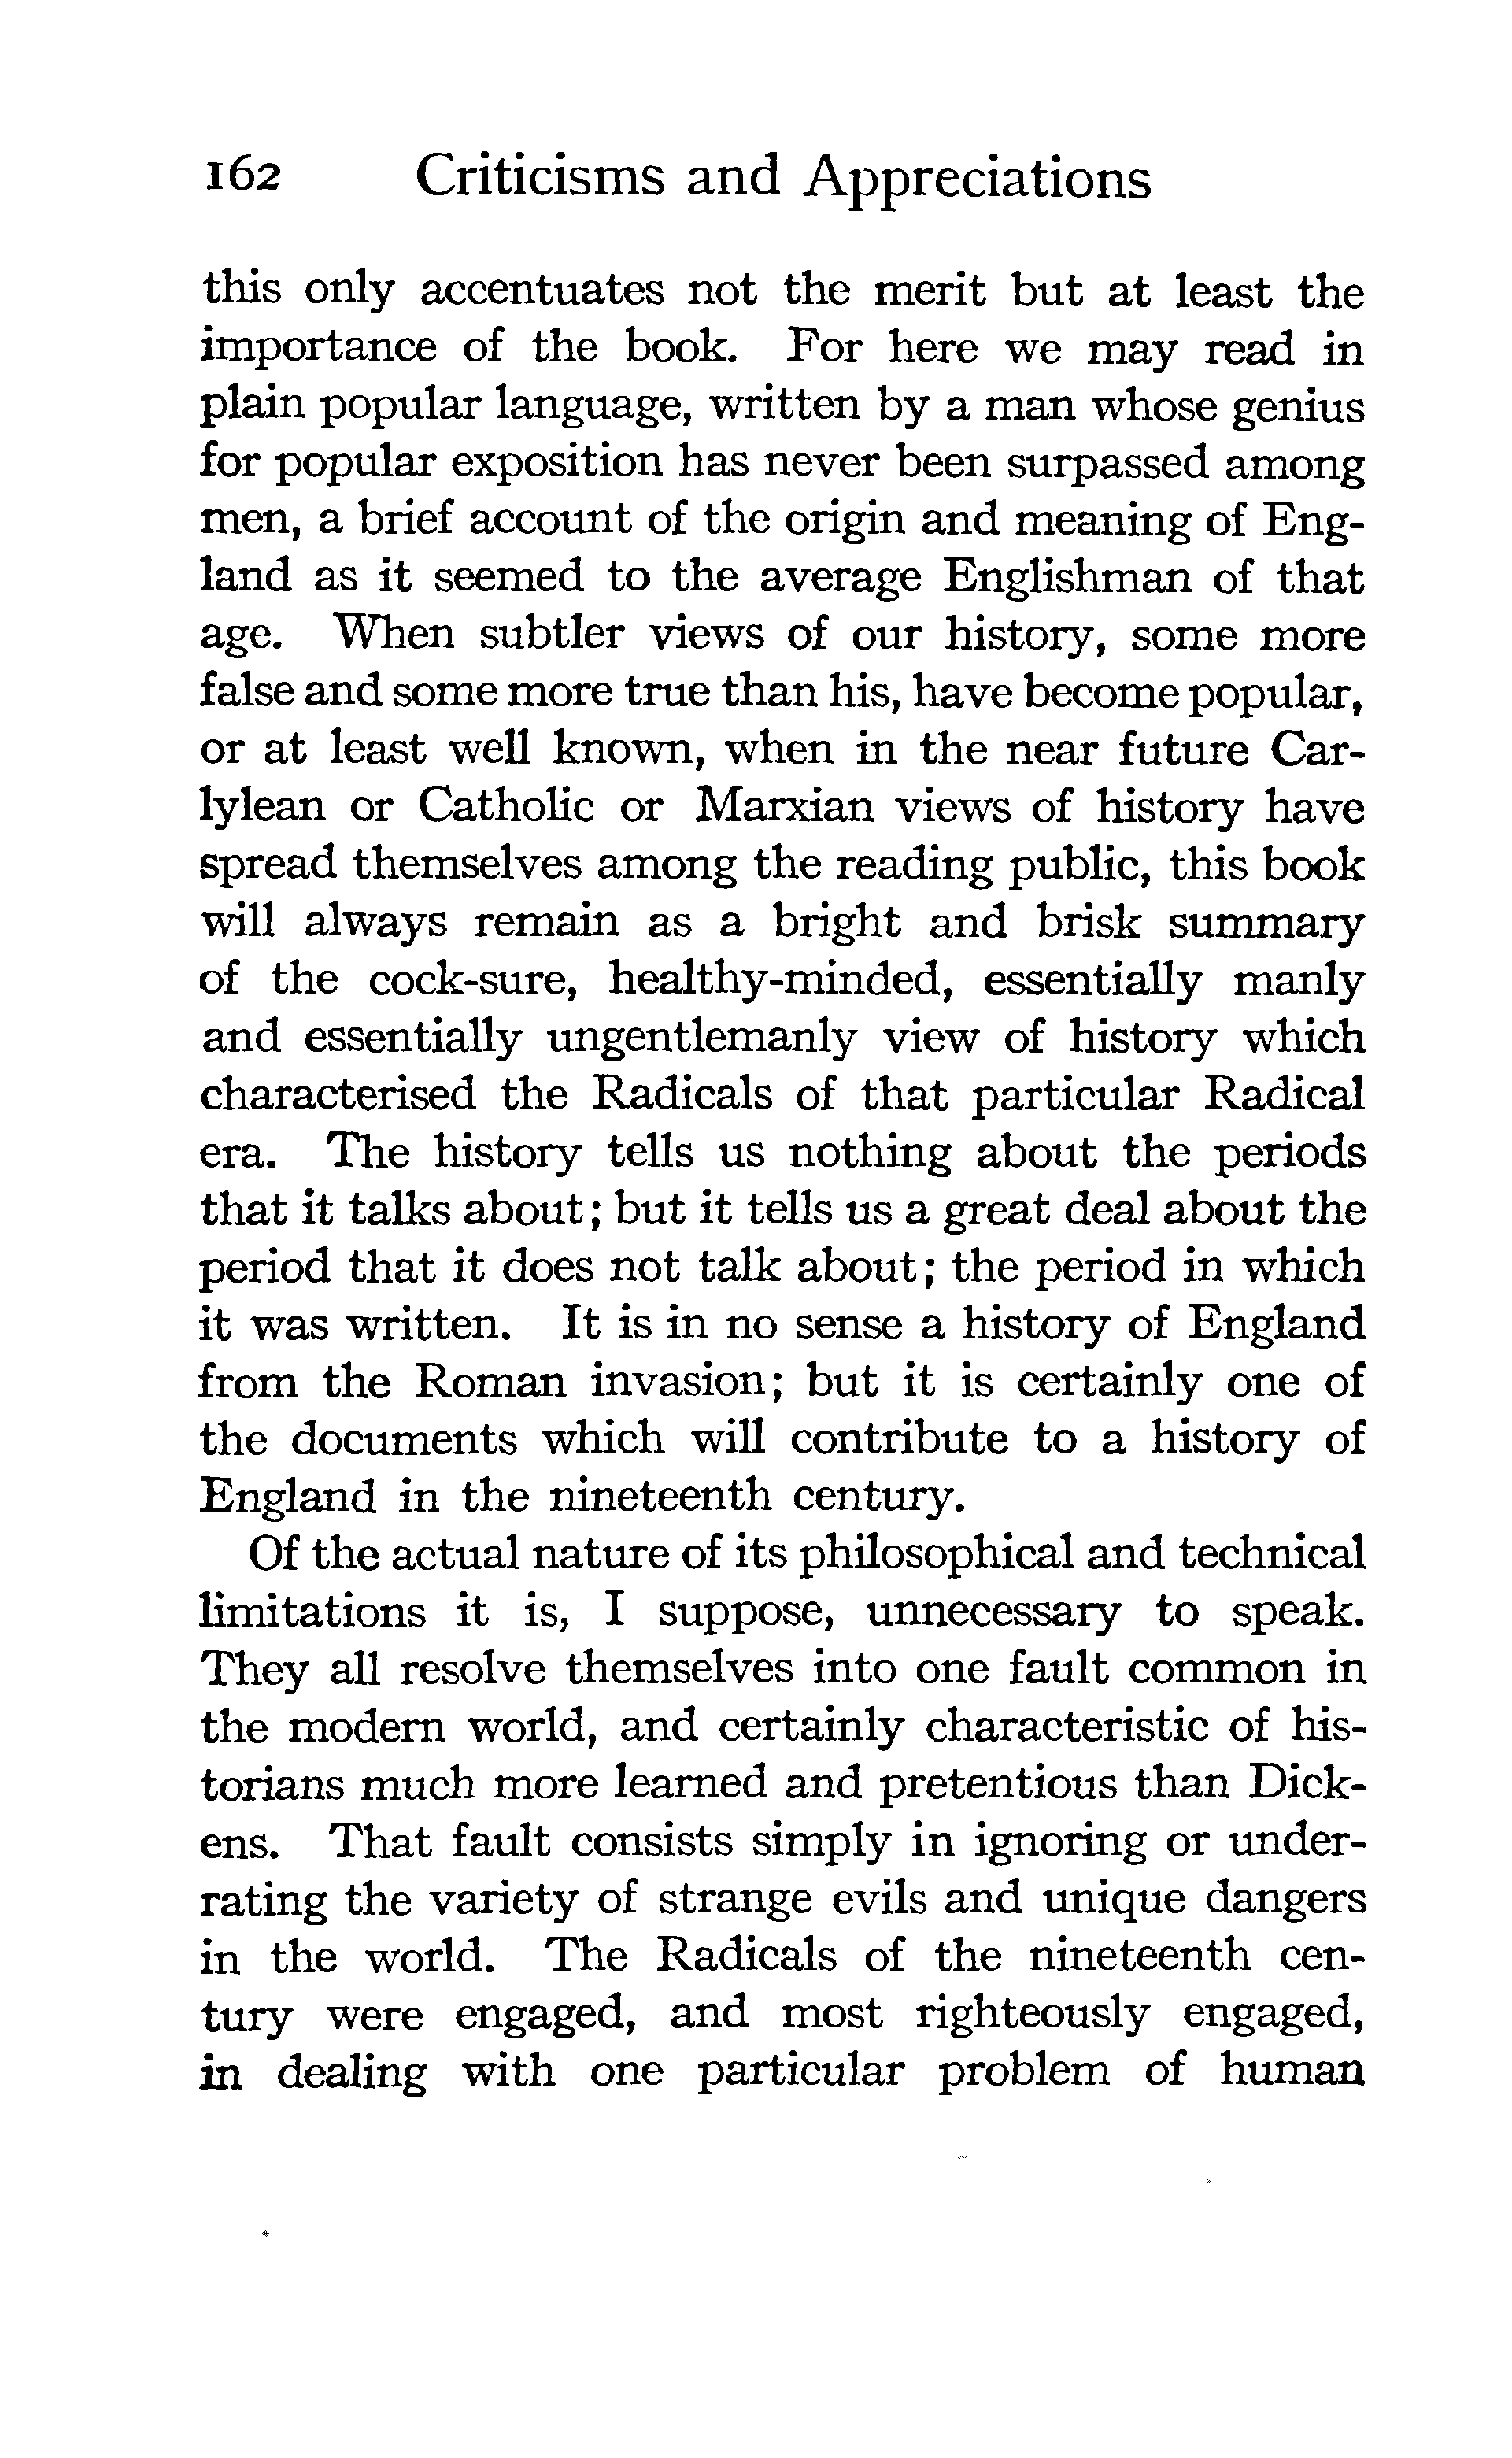 162 Criticisms and Appreciations
this only accentuates not the merit but at least the
importance of the book. For here we may read in
plain popular language, written by a man whose genius
for popular exposition has never been surpassed among
men, a brief account of the origin and meaning of Eng-
land as it seemed to the average Englishman of that
age. When subtler views of our history, some more
false and some more true than his, have become popular,
or at least well known, when in the near future Car-
lylean or Catholic or Marxian views of history have
spread themselves among the reading public, this book
will always remain as a bright and brisk summary
of the cock-sure, healthy-minded, essentially manly
and essentially ungentlemanly view of history which
characterised the Radicals of that particular Radical
era. The history tells us nothing about the periods
that it talks about; but it tells us a great deal about the
period that it does not talk about; the period in which
it was written. It is in no sense a history of England
from the Roman invasion; but it is certainly one of
the documents which will contribute to a history of
England in the nineteenth century.
Of the actual nature of its philosophical and technical
limitations it is, I suppose, unnecessary to speak.
They all resolve themselves into one fault common in
the modern world, and certainly characteristic of his-
torians much more learned and pretentious than Dick-
ens. That fault consists simply in ignoring or under-
rating the variety of strange evils and unique dangers
in the world. The Radicals of the nineteenth cen-
tury were engaged, and most righteously engaged,
in dealing with one particular problem of human